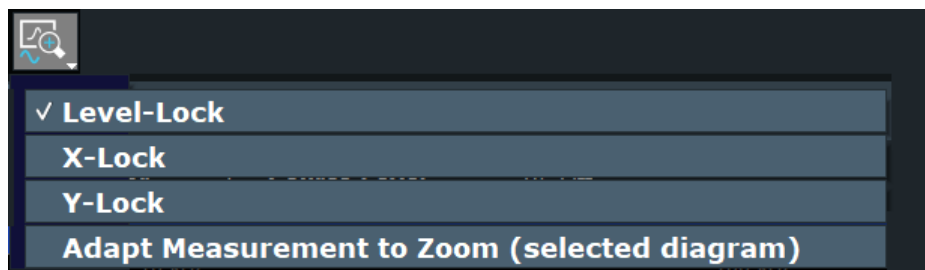 Level-Lock
X-Lock
Y-Lock
Adapt Measurement to Zoom (selected diagram)